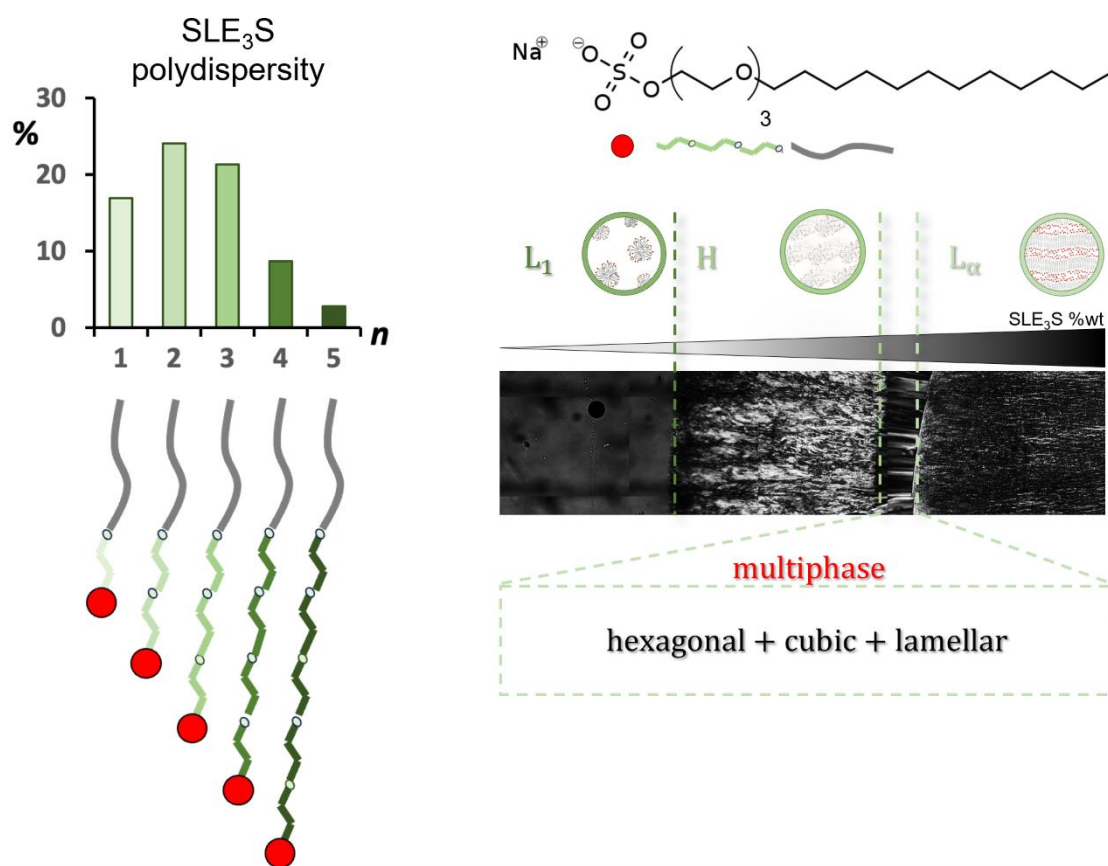 SLE₃S
polydispersity
30
%
20
10
0
1 2 3 4 5 n
Na⊕
⊖O
O
S
O
O
O
3
L₁
H
Lα
SLE₃S %wt
multiphase
hexagonal + cubic + lamellar